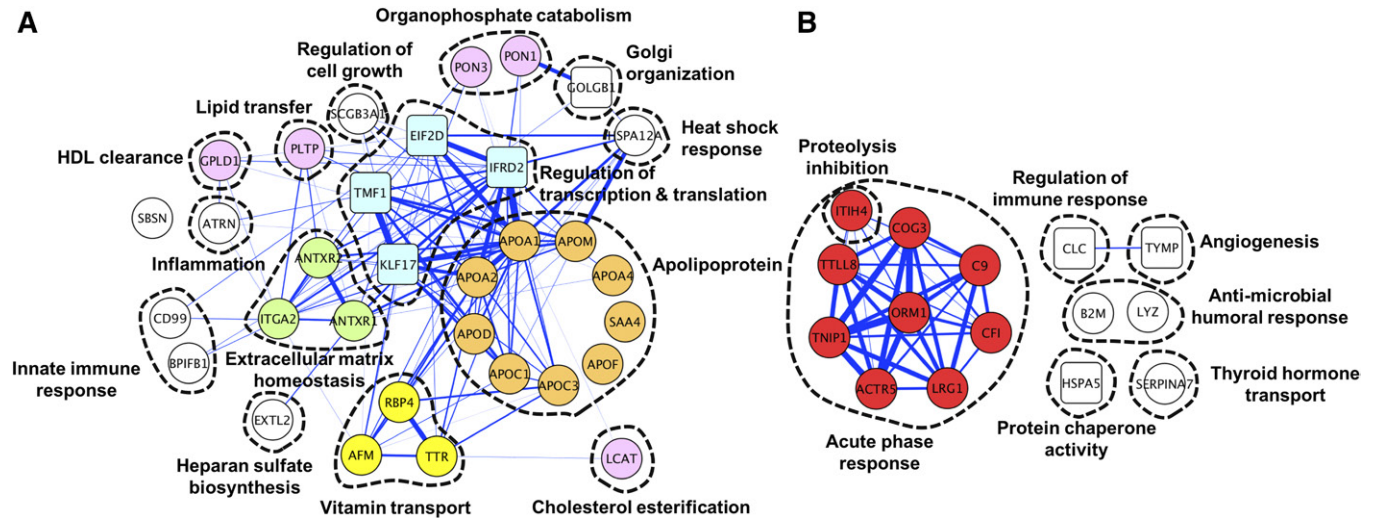 A
Organophosphate catabolism
Regulation of
cell growth
PON3
PON1
Golgi
organization
GOLGB1
Lipid transfer
SCGB3A1
EIF2D
HSPA12A
Heat shock
response
HDL clearance
GPLD1
PLTP
IFRD2
Regulation of
transcription & translation
TMF1
SBSN
ATRN
Inflammation
ANTXR2
KLF17
APOA1
APOM
Apolipoprotein
APOA2
APOA4
CD99
ITGA2
ANTXR1
APOD
SAA4
BPIFB1
Innate immune
response
Extracellular matrix
homeostasis
APOC1
APOC3
APOF
RBP4
EXTL2
Heparan sulfate
biosynthesis
AFM
TTR
LCAT
Vitamin transport
Cholesterol esterification
B
Proteolysis
inhibition
ITIH4
COG3
TTLL8
C9
ORM1
TNIP1
CFI
ACTR5
LRG1
Acute phase
response
Regulation of
immune response
CLC
TYMP
Angiogenesis
B2M
LYZ
Anti-microbial
humoral response
HSPA5
SERPINA7
Thyroid hormone
transport
Protein chaperone
activity